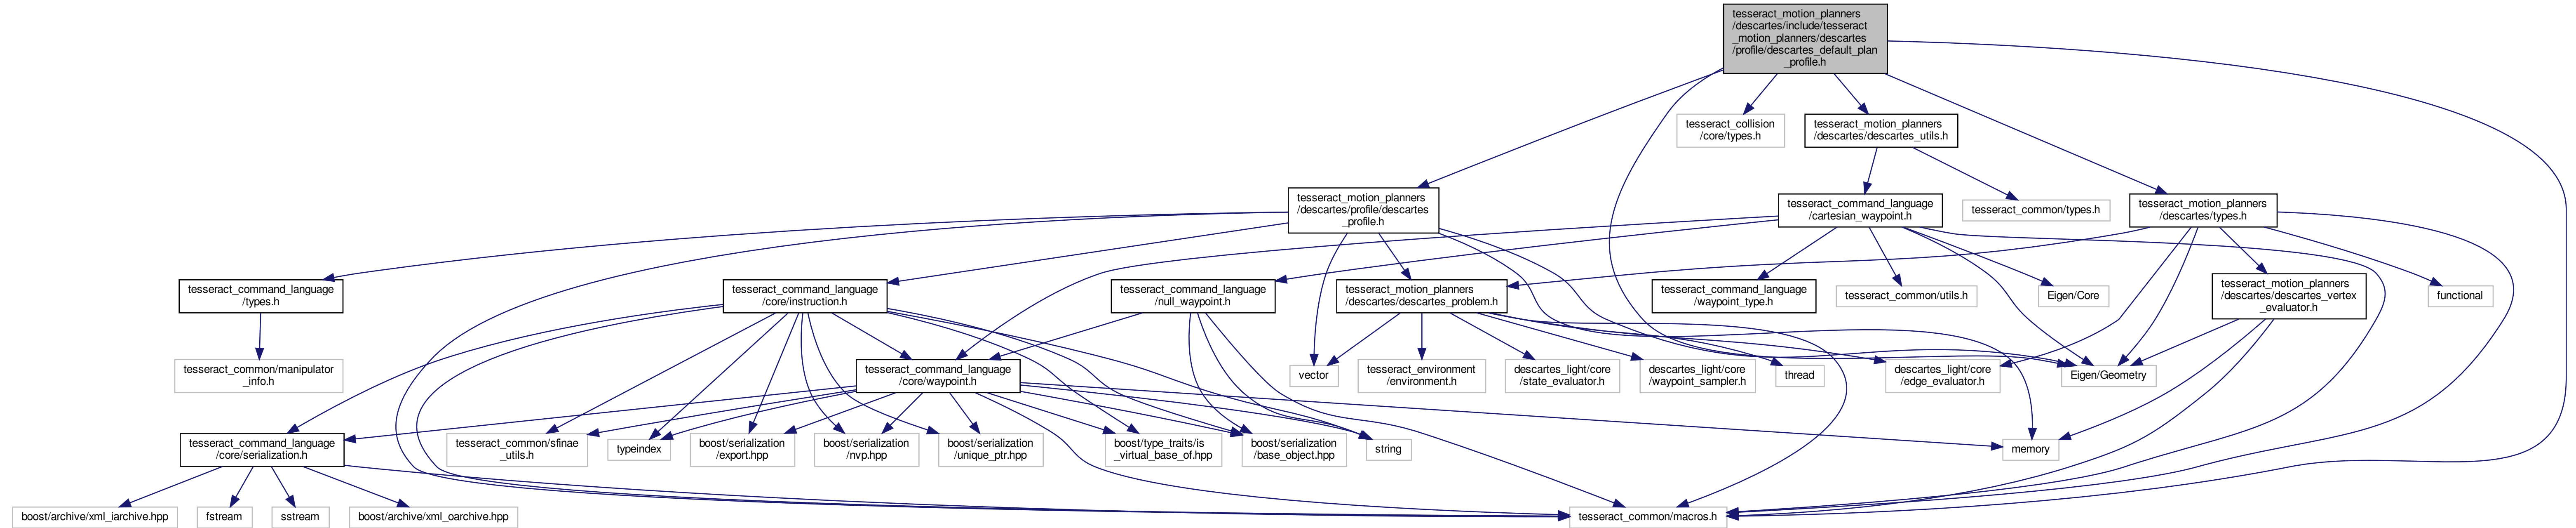 tesseract_motion_planners
/descartes/include/tesseract
_motion_planners/descartes
/profile/descartes_default_plan
_profile.h
tesseract_collision
/core/types.h
tesseract_motion_planners
/descartes/descartes_utils.h
tesseract_motion_planners
/descartes/profile/descartes
_profile.h
tesseract_command_language
/cartesian_waypoint.h
tesseract_common/types.h
tesseract_motion_planners
/descartes/types.h
tesseract_command_language
/types.h
tesseract_command_language
/core/instruction.h
tesseract_command_language
/null_waypoint.h
tesseract_motion_planners
/descartes/descartes_problem.h
tesseract_command_language
/waypoint_type.h
tesseract_common/utils.h
Eigen/Core
tesseract_motion_planners
/descartes/descartes_vertex
_evaluator.h
functional
tesseract_common/manipulator
_info.h
tesseract_command_language
/core/waypoint.h
vector
tesseract_environment
/environment.h
descartes_light/core
/state_evaluator.h
descartes_light/core
/waypoint_sampler.h
thread
descartes_light/core
/edge_evaluator.h
Eigen/Geometry
tesseract_command_language
/core/serialization.h
tesseract_common/sfinae
_utils.h
typeindex
boost/serialization
/export.hpp
boost/serialization
/nvp.hpp
boost/serialization
/unique_ptr.hpp
boost/type_traits/is
_virtual_base_of.hpp
boost/serialization
/base_object.hpp
string
memory
boost/archive/xml_iarchive.hpp
fstream
sstream
boost/archive/xml_oarchive.hpp
tesseract_common/macros.h